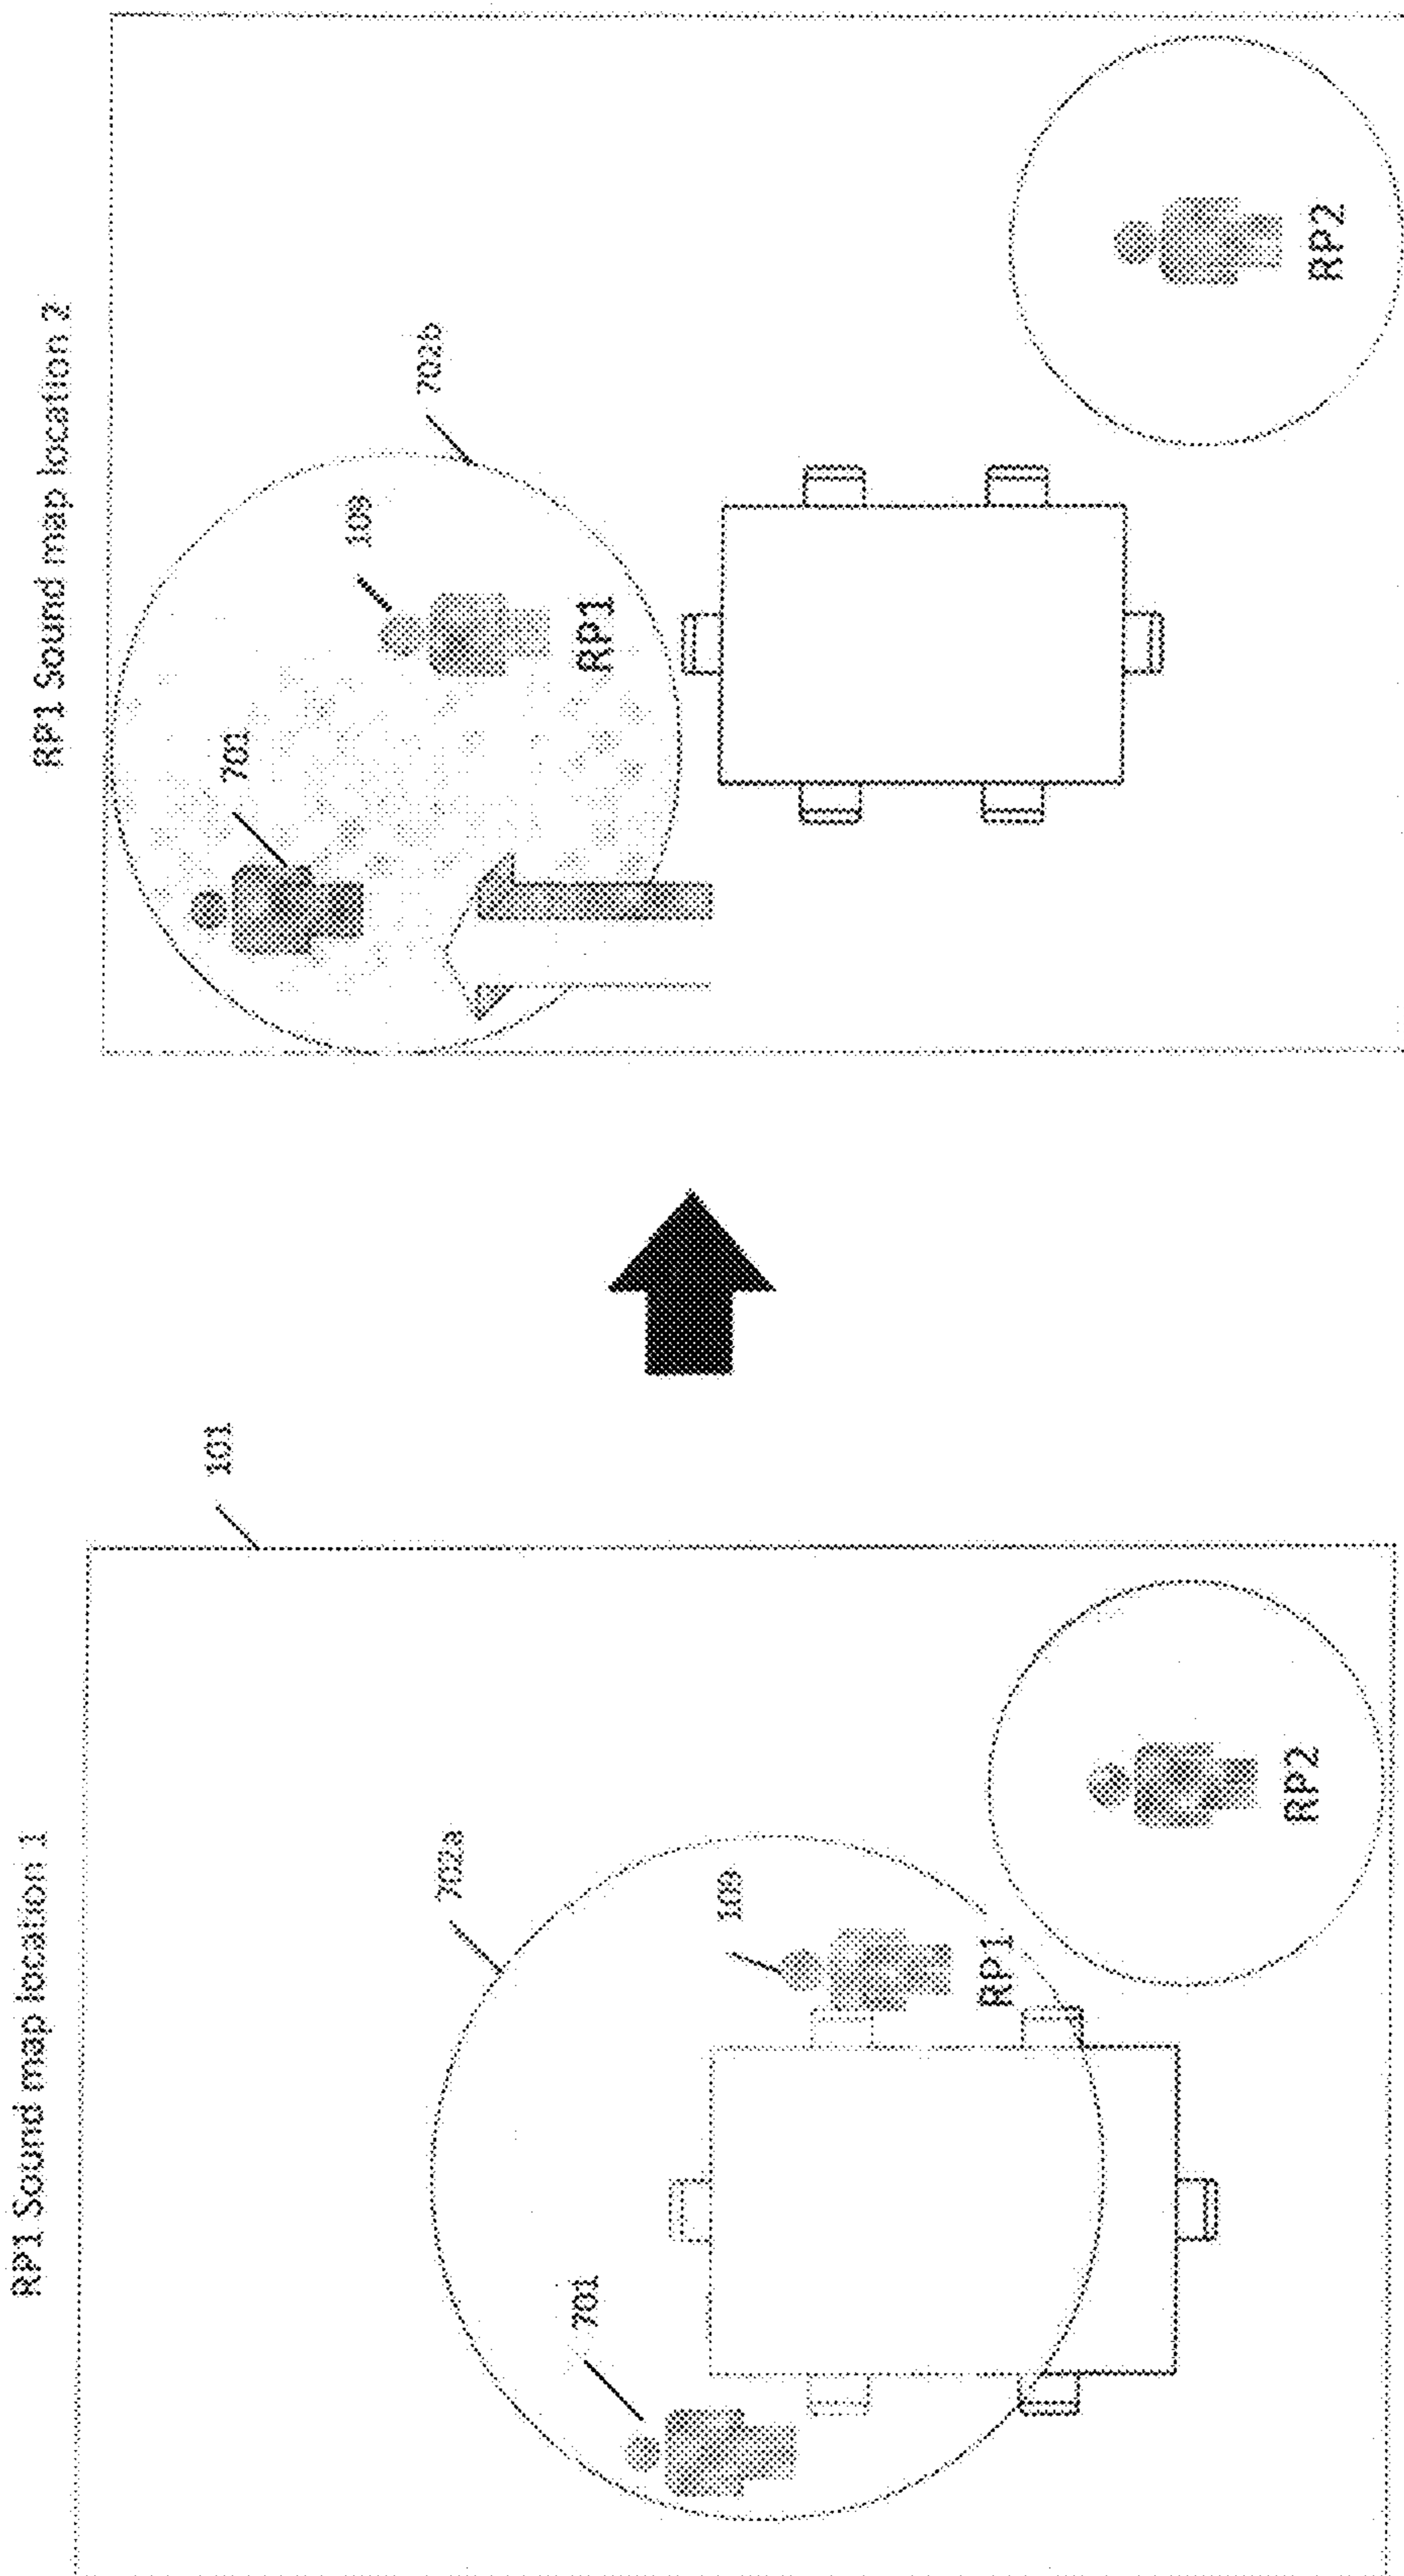 RP1 Sound map location 1
101
702a
109
701
RP1
RP2
RP1 Sound map location 2
702b
109
701
RP1
RP2